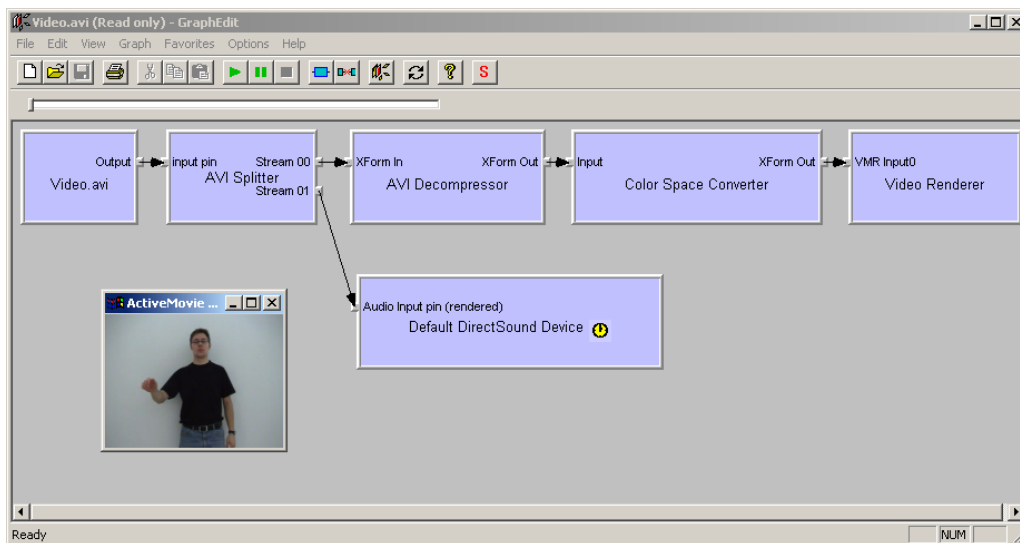 Video.avi (Read only) - GraphEdit
File Edit View Graph Favorites Options Help
S
Output
Video.avi
input pin
Stream 00
AVI Splitter
Stream 01
XForm In
XForm Out
AVI Decompressor
Input
XForm Out
Color Space Converter
VMR Input0
Video Renderer
Audio Input pin (rendered)
Default DirectSound Device
ActiveMovie ...
Ready
NUM